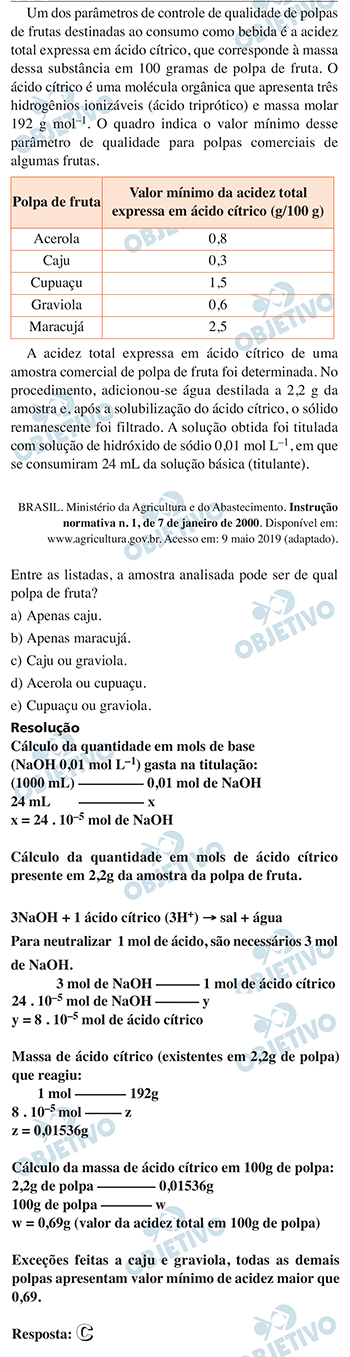 Um dos parâmetros de controle de qualidade de polpas
de frutas destinadas ao consumo como bebida é a acidez
total expressa em ácido cítrico, que corresponde à massa
dessa substância em 100 gramas de polpa de fruta. O
ácido cítrico é uma molécula orgânica que apresenta três
hidrogênios ionizáveis (ácido triprótico) e massa molar
192 g mol⁻¹. O quadro indica o valor mínimo desse
parâmetro de qualidade para polpas comerciais de
algumas frutas.
Polpa de fruta Valor mínimo da acidez total
expressa em ácido cítrico (g/100 g)
Acerola 0,8
Caju 0,3
Cupuaçu 1,5
Graviola 0,6
Maracujá 2,5
A acidez total expressa em ácido cítrico de uma
amostra comercial de polpa de fruta foi determinada. No
procedimento, adicionou-se água destilada a 2,2 g da
amostra e, após a solubilização do ácido cítrico, o sólido
remanescente foi filtrado. A solução obtida foi titulada
com solução de hidróxido de sódio 0,01 mol L⁻¹, em que
se consumiram 24 mL da solução básica (titulante).
BRASIL. Ministério da Agricultura e do Abastecimento. Instrução
normativa n. 1, de 7 de janeiro de 2000. Disponível em:
www.agricultura.gov.br. Acesso em: 9 maio 2019 (adaptado).
Entre as listadas, a amostra analisada pode ser de qual
polpa de fruta?
a) Apenas caju.
b) Apenas maracujá.
c) Caju ou graviola.
d) Acerola ou cupuaçu.
e) Cupuaçu ou graviola.
Resolução
Cálculo da quantidade em mols de base
(NaOH 0,01 mol L⁻¹) gasta na titulação:
(1000 mL) ––––––– 0,01 mol de NaOH
24 mL ––––––– x
x = 24 . 10⁻⁵ mol de NaOH
Cálculo da quantidade em mols de ácido cítrico
presente em 2,2g da amostra da polpa de fruta.
3NaOH + 1 ácido cítrico (3H⁺) → sal + água
Para neutralizar 1 mol de ácido, são necessários 3 mol
de NaOH.
3 mol de NaOH ––––– 1 mol de ácido cítrico
24 . 10⁻⁵ mol de NaOH ––––– y
y = 8 . 10⁻⁵ mol de ácido cítrico
Massa de ácido cítrico (existentes em 2,2g de polpa)
que reagiu:
1 mol –––––– 192g
8 . 10⁻⁵ mol –––– z
z = 0,01536g
Cálculo da massa de ácido cítrico em 100g de polpa:
2,2g de polpa ––––––– 0,01536g
100g de polpa ––––––– w
w = 0,69g (valor da acidez total em 100g de polpa)
Exceções feitas a caju e graviola, todas as demais
polpas apresentam valor mínimo de acidez maior que
0,69.
Resposta: C